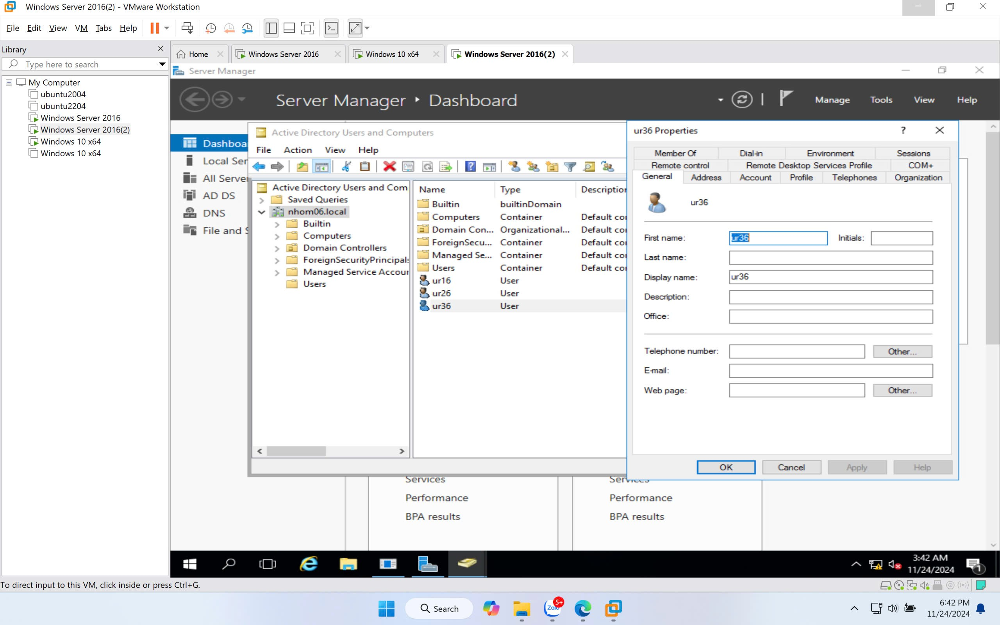 Windows Server 2016(2) - VMware Workstation
File Edit View VM Tabs Help
Library
Type here to search
My Computer
ubuntu2004
ubuntu2204
Windows Server 2016
Windows Server 2016(2)
Windows 10 x64
Windows 10 x64
Home
Windows Server 2016
Windows 10 x64
Windows Server 2016(2)
Server Manager
Server Manager Dashboard
Manage Tools View Help
Dashboa
Local Ser
All Server
AD DS
DNS
File and S
Active Directory Users and Computers
File Action View Help
Active Directory Users and Com
Saved Queries
nhom06.local
Builtin
Computers
Domain Controllers
ForeignSecurityPrincipals
Managed Service Accour
Users
Name Type Description
Builtin builtinDomain
Computers Container Default cor
Domain Con... Organizational... Default cor
ForeignSecu... Container Default cor
Managed Se... Container Default cor
Users Container Default cor
ur16 User
ur26 User
ur36 User
ur36 Properties ?
Member Of Dial-in Environment Sessions
Remote control Remote Desktop Services Profile COM+
General Address Account Profile Telephones Organization
ur36
First name: ur36 Initials:
Last name:
Display name: ur36
Description:
Office:
Telephone number: Other...
E-mail:
Web page: Other...
OK Cancel Apply Help
Services
Performance
BPA results
Services
Performance
BPA results
3:42 AM
11/24/2024
1
To direct input to this VM, click inside or press Ctrl+G.
Search
Zalo
5+
6:42 PM
11/24/2024